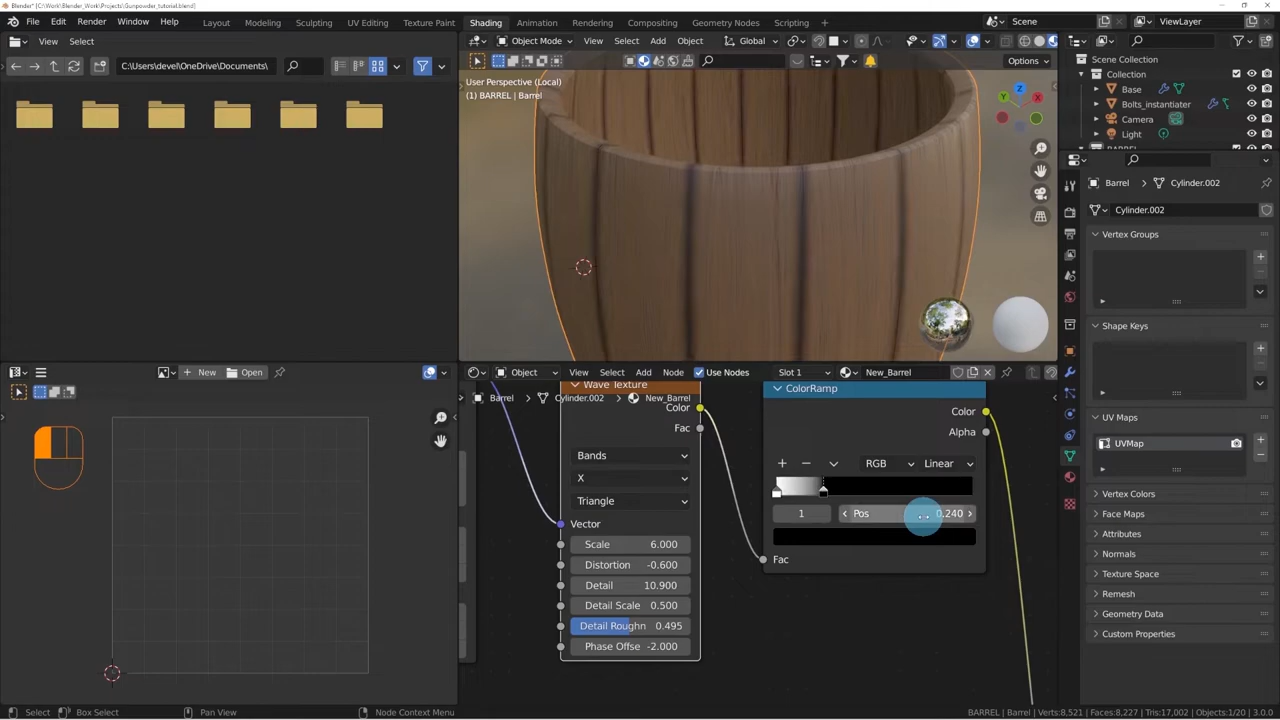 Blender* [C:\Work\Blender_Work\Projects\Gunpowder_tutorial.blend]
File Edit Render Window Help Layout Modeling Sculpting UV Editing Texture Paint Shading Animation Rendering Compositing Geometry Nodes Scripting + Scene ViewLayer
View Select
Object Mode View Select Add Object Global
C:\Users\devel\OneDrive\Documents\
Options
User Perspective (Local)
(1) BARREL | Barrel
Z
Y
X
Scene Collection
Collection
Base
Bolts_instantiater
Camera
Light
BARREL
Barrel > Cylinder.002
Cylinder.002
Vertex Groups
Shape Keys
UV Maps
UVMap
Vertex Colors
Face Maps
Attributes
Normals
Texture Space
Remesh
Geometry Data
Custom Properties
New Open
Object View Select Add Node Use Nodes Slot 1 New_Barrel
Barrel > Cylinder.002 > New_Barrel
Wave Texture
Color
Fac
Bands
X
Triangle
Vector
Scale 6.000
Distortion -0.600
Detail 10.900
Detail Scale 0.500
Detail Roughn 0.495
Phase Offse -2.000
ColorRamp
Color
Alpha
RGB Linear
1 Pos 0.240
Fac
Select Box Select Pan View Node Context Menu BARREL | Barrel | Verts:8,521 | Faces:8,227 | Tris:17,002 | Objects:1/20 | 3.0.0